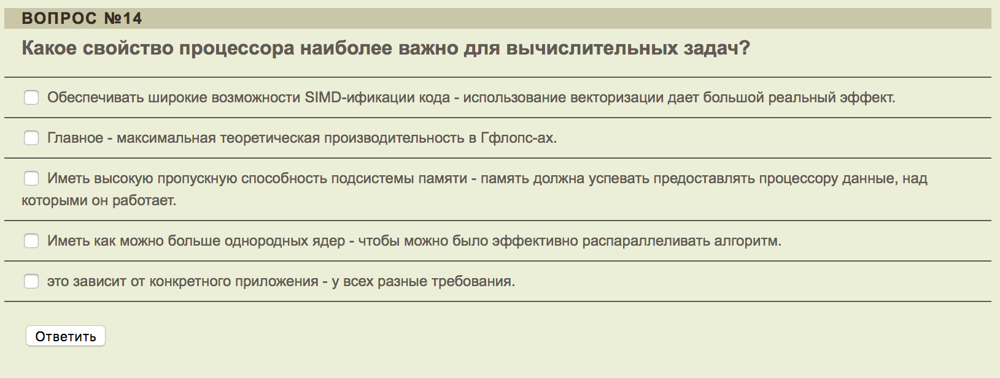 ВОПРОС №14
Какое свойство процессора наиболее важно для вычислительных задач?
Обеспечивать широкие возможности SIMD-ификации кода - использование векторизации дает большой реальный эффект.
Главное - максимальная теоретическая производительность в Гфлопс-ах.
Иметь высокую пропускную способность подсистемы памяти - память должна успевать предоставлять процессору данные, над
которыми он работает.
Иметь как можно больше однородных ядер - чтобы можно было эффективно распараллеливать алгоритм.
это зависит от конкретного приложения - у всех разные требования.
Ответить